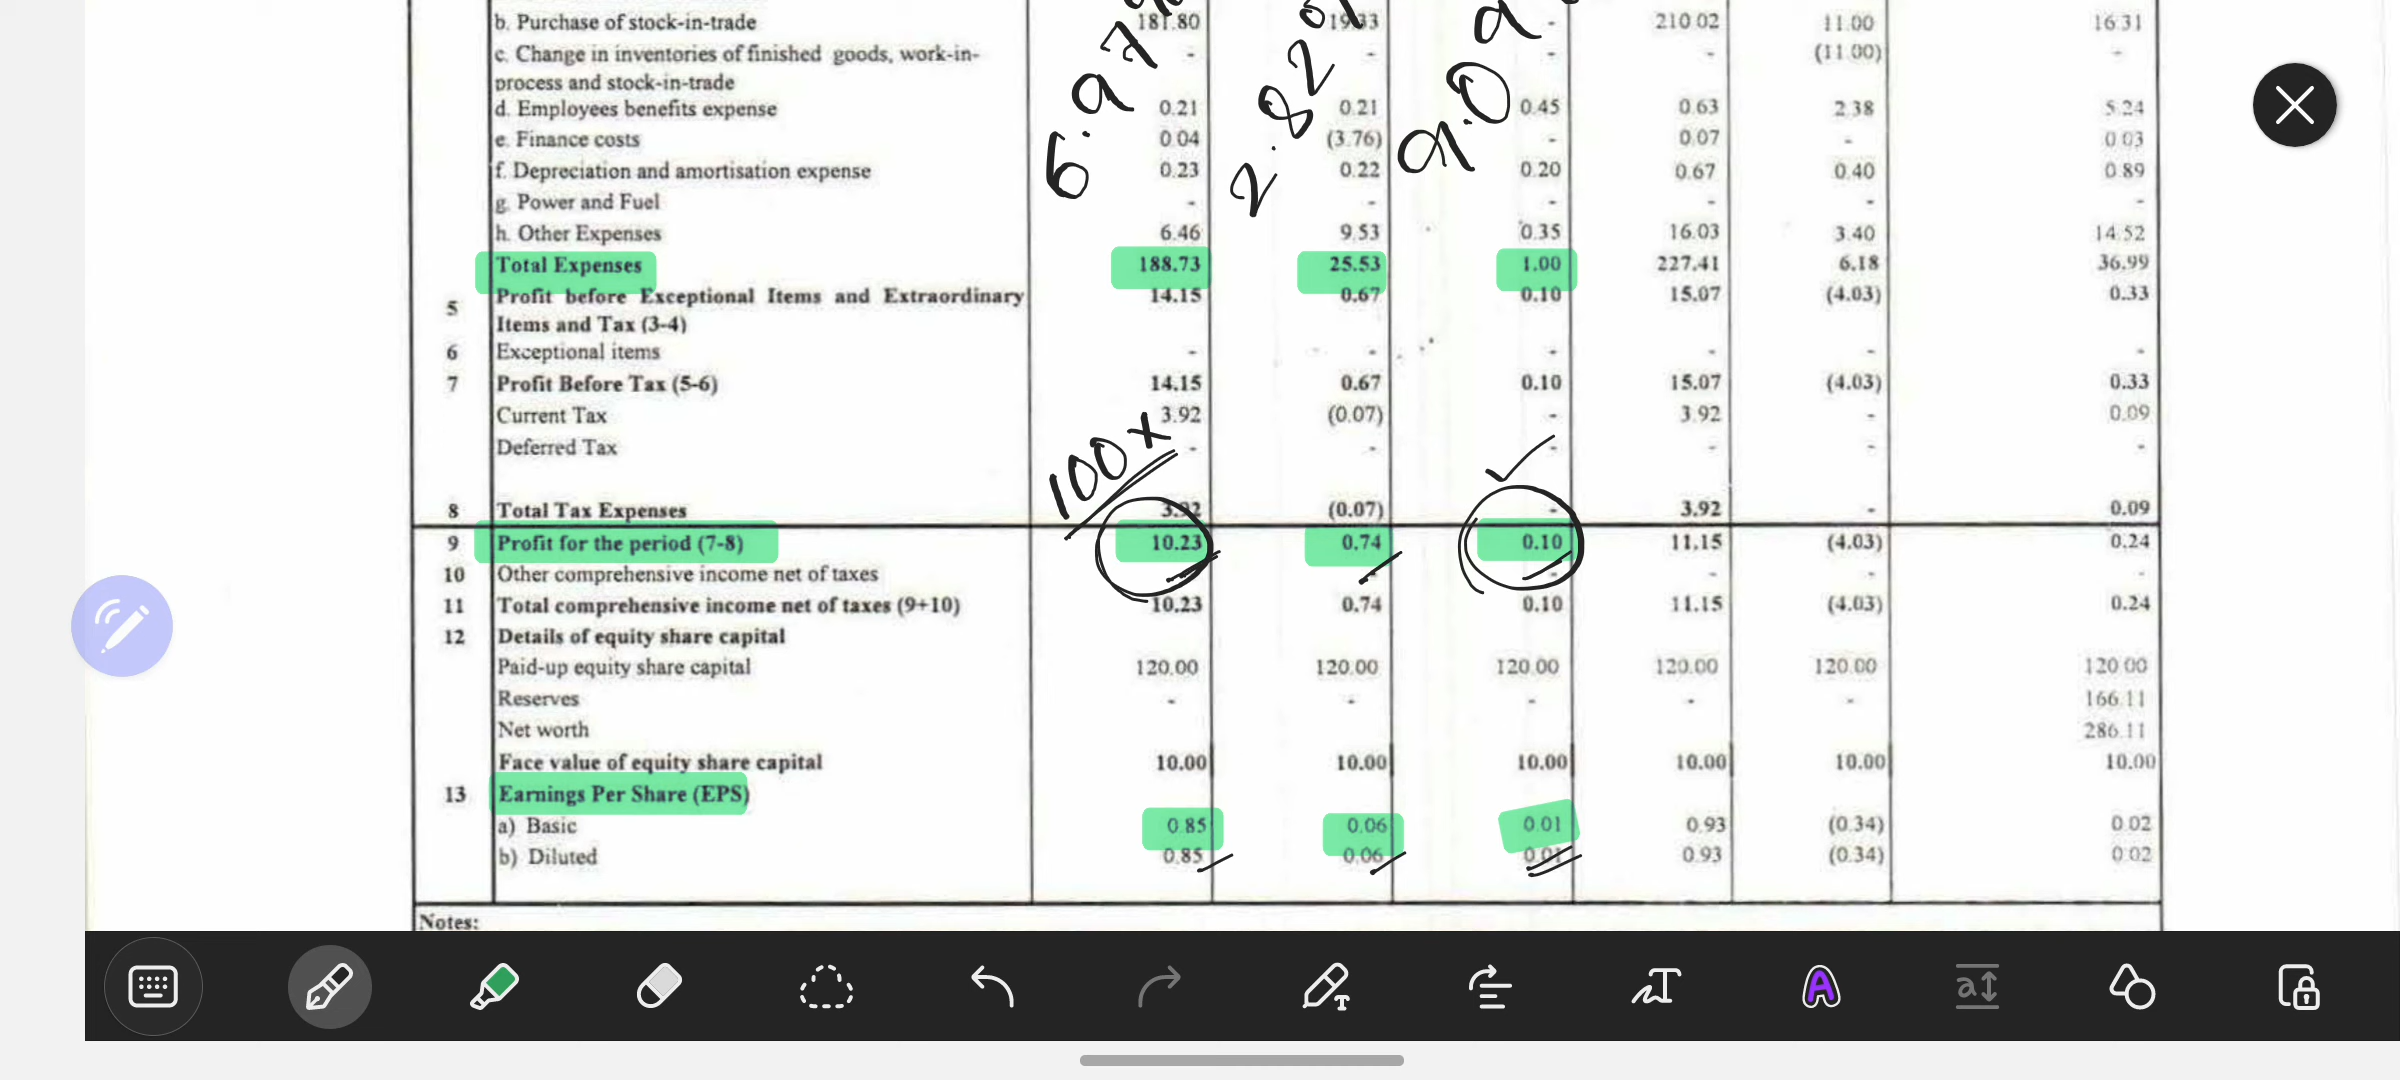 b. Purchase of stock-in-trade 181.80 19.33 - 210.02 11.00 16.31
c. Change in inventories of finished goods, work-in- - - - - (11.00) -
process and stock-in-trade
d. Employees benefits expense 0.21 0.21 0.45 0.63 2.38 5.24
e. Finance costs 0.04 (3.76) - 0.07 - 0.03
f. Depreciation and amortisation expense 0.23 0.22 0.20 0.67 0.40 0.89
g. Power and Fuel - - - - - -
h. Other Expenses 6.46 9.53 0.35 16.03 3.40 14.52
6.97%
2.82%
9.09
Total Expenses 188.73 25.53 1.00 227.41 6.18 36.99
5 Profit before Exceptional Items and Extraordinary 14.15 0.67 0.10 15.07 (4.03) 0.33
Items and Tax (3-4)
6 Exceptional items - - - - - -
7 Profit Before Tax (5-6) 14.15 0.67 0.10 15.07 (4.03) 0.33
Current Tax 3.92 (0.07) - 3.92 - 0.09
Deferred Tax - - - - - -
100x
8 Total Tax Expenses 3.92 (0.07) - 3.92 - 0.09
9 Profit for the period (7-8) 10.23 0.74 0.10 11.15 (4.03) 0.24
10 Other comprehensive income net of taxes - - - - -
11 Total comprehensive income net of taxes (9+10) 10.23 0.74 0.10 11.15 (4.03) 0.24
12 Details of equity share capital
Paid-up equity share capital 120.00 120.00 120.00 120.00 120.00 120.00
Reserves - - - - - 166.11
Net worth 286.11
Face value of equity share capital 10.00 10.00 10.00 10.00 10.00 10.00
13 Earnings Per Share (EPS)
a) Basic 0.85 0.06 0.01 0.93 (0.34) 0.02
b) Diluted 0.85 0.06 0.01 0.93 (0.34) 0.02
Notes: